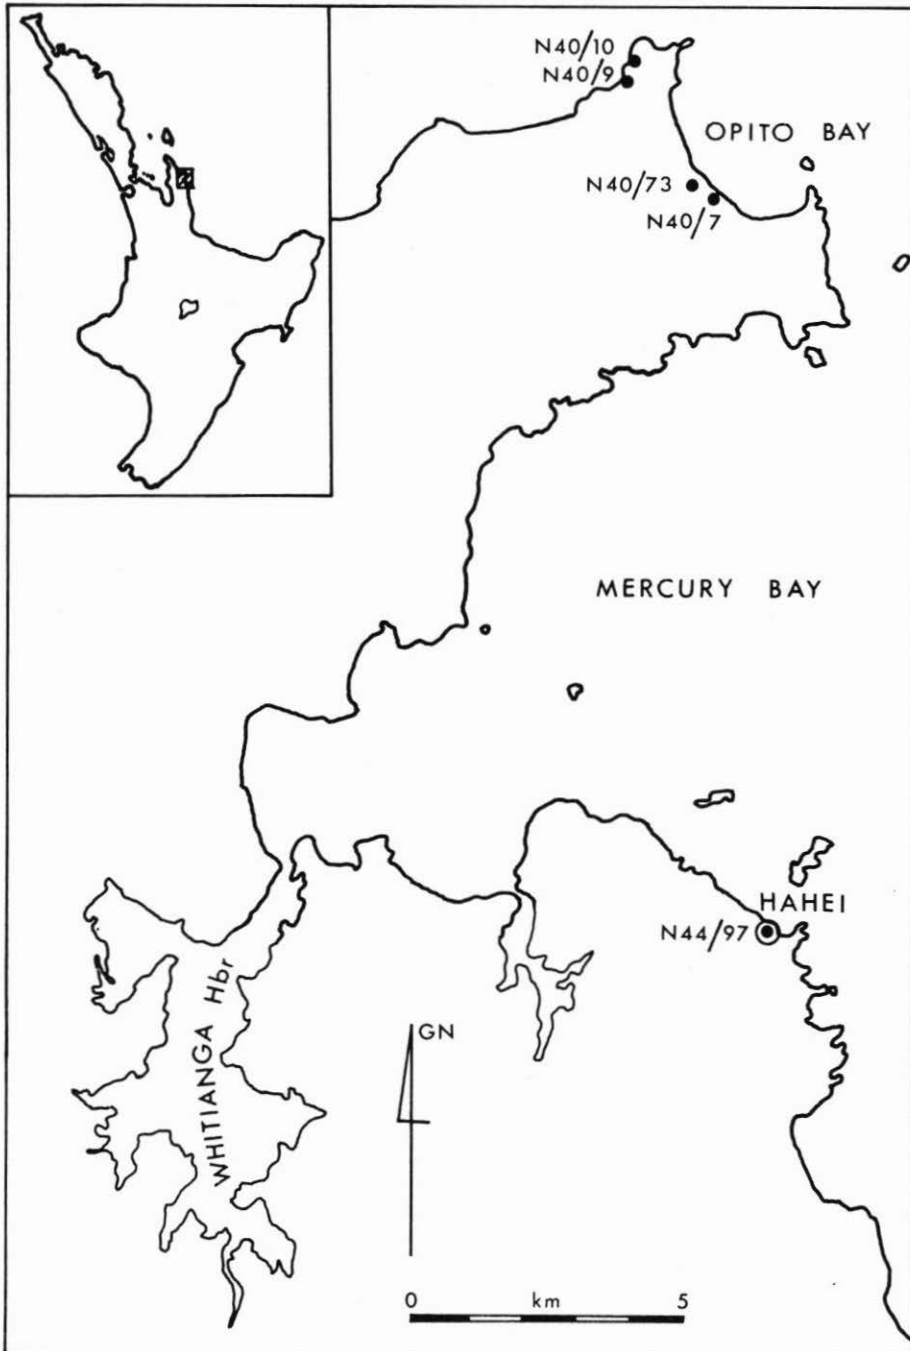 N40/10
N40/9
OPITO BAY
N40/73
N40/7
MERCURY BAY
HAHEI
N44/97
WHITIANGA Hbr
GN
0 km 5